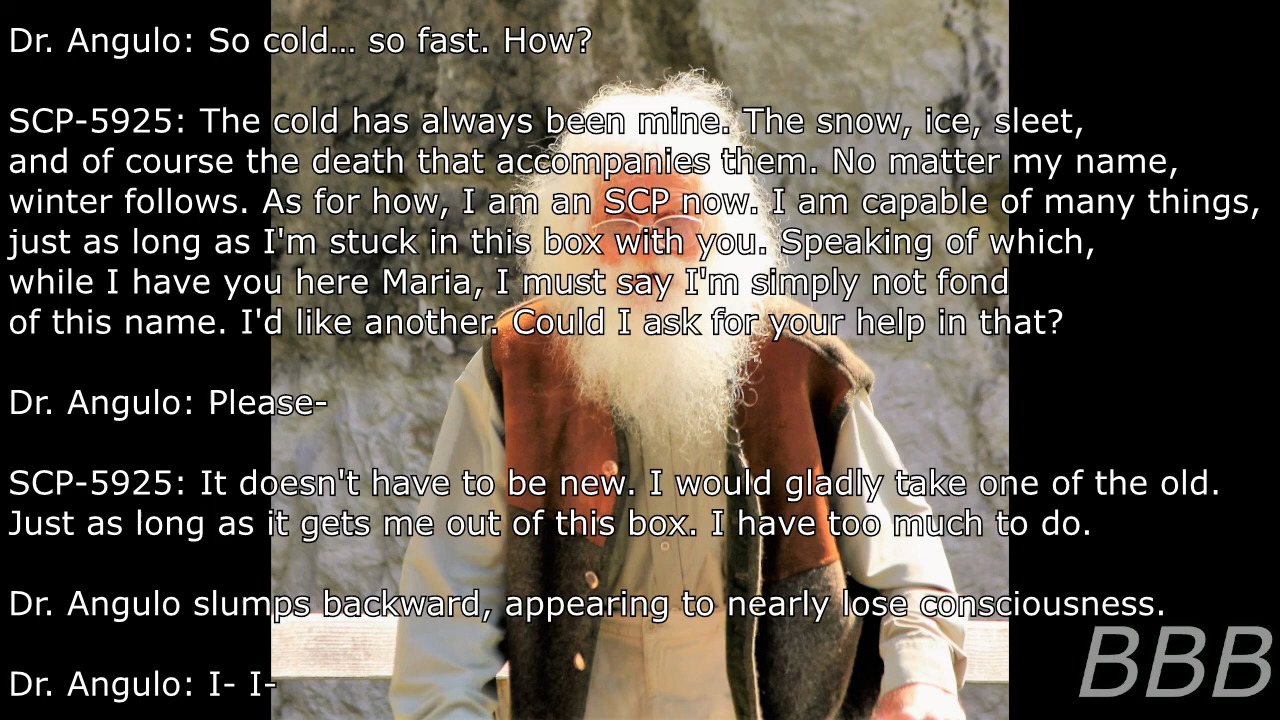 Dr. Angulo: So cold... so fast. How?
SCP-5925: The cold has always been mine. The snow, ice, sleet,
and of course the death that accompanies them. No matter my name,
winter follows. As for how, I am an SCP now. I am capable of many things,
just as long as I'm stuck in this box with you. Speaking of which,
while I have you here Maria, I must say I'm simply not fond
of this name. I'd like another. Could I ask for your help in that?
Dr. Angulo: Please-
SCP-5925: It doesn't have to be new. I would gladly take one of the old.
Just as long as it gets me out of this box. I have too much to do.
Dr. Angulo slumps backward, appearing to nearly lose consciousness.
Dr. Angulo: I- I-
BBB